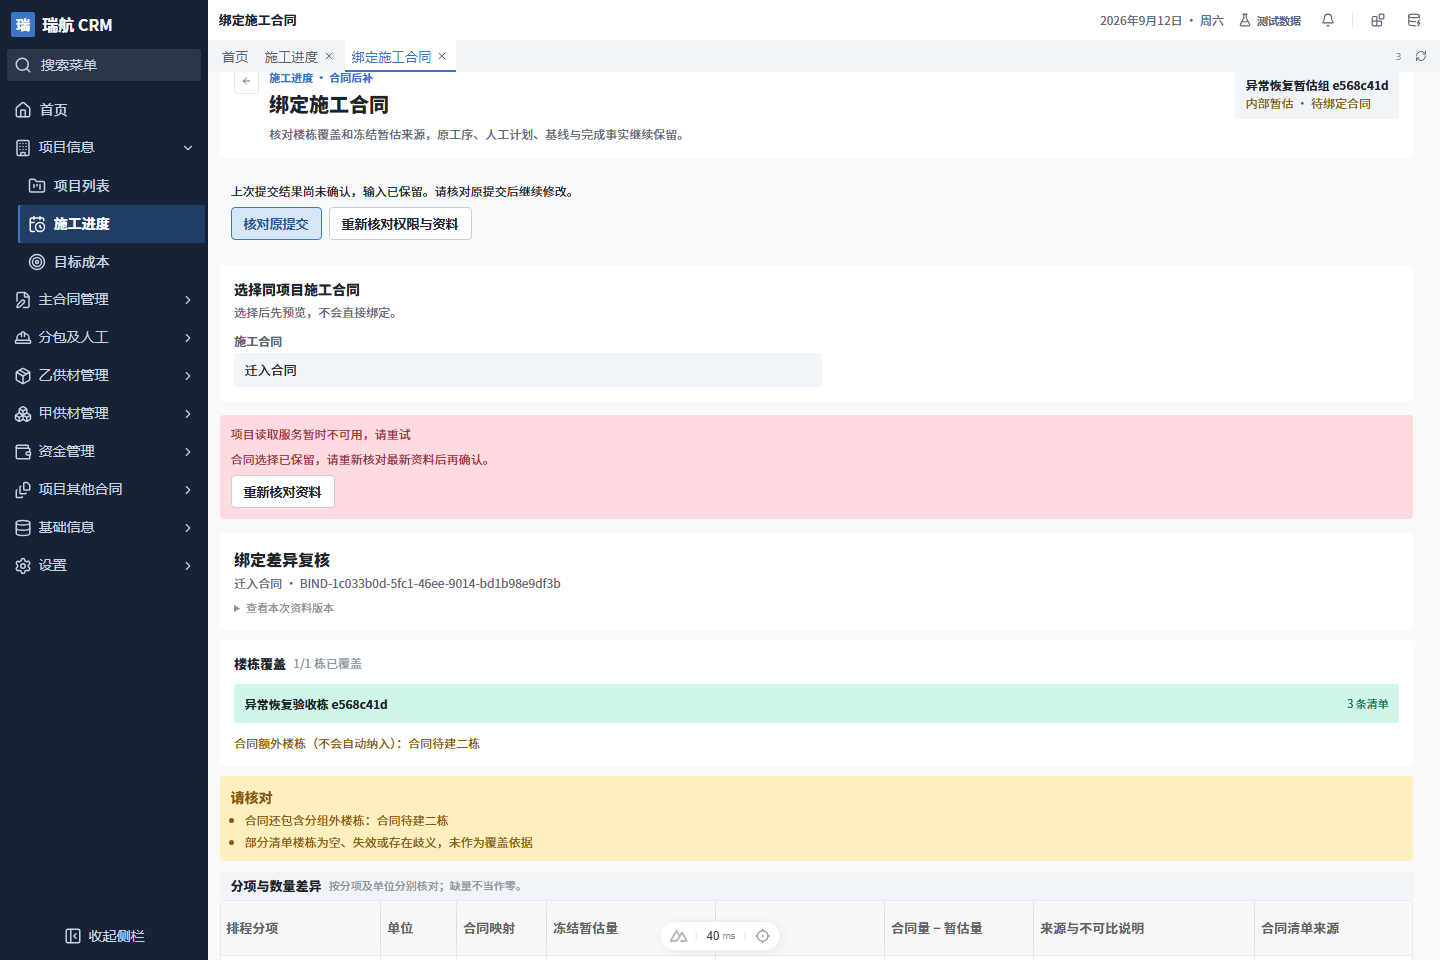 瑞 瑞航 CRM
搜索菜单
首页
项目信息
项目列表
施工进度
目标成本
主合同管理
分包及人工
乙供材管理
甲供材管理
资金管理
项目其他合同
基础信息
设置
收起侧栏
绑定施工合同
2026年9月12日 • 周六 测试数据
首页 施工进度 × 绑定施工合同 × 3
施工进度 • 合同后补
绑定施工合同
核对楼栋覆盖和冻结暂估来源，原工序、人工计划、基线与完成事实继续保留。
异常恢复暂估组 e568c41d
内部暂估 • 待绑定合同
上次提交结果尚未确认，输入已保留。请核对原提交后继续修改。
核对原提交 重新核对权限与资料
选择同项目施工合同
选择后先预览，不会直接绑定。
施工合同
迁入合同
项目读取服务暂时不可用，请重试
合同选择已保留，请重新核对最新资料后再确认。
重新核对资料
绑定差异复核
迁入合同 • BIND-1c033b0d-5fc1-46ee-9014-bd1b98e9df3b
▶ 查看本次资料版本
楼栋覆盖 1/1 栋已覆盖
异常恢复验收栋 e568c41d 3 条清单
合同额外楼栋（不会自动纳入）：合同待建二栋
请核对
• 合同还包含分组外楼栋：合同待建二栋
• 部分清单楼栋为空、失效或存在歧义，未作为覆盖依据
分项与数量差异 按分项及单位分别核对；缺量不当作零。
排程分项 单位 合同映射 冻结暂估量 合同量 − 暂估量 来源与不可比说明 合同清单来源
40 ms